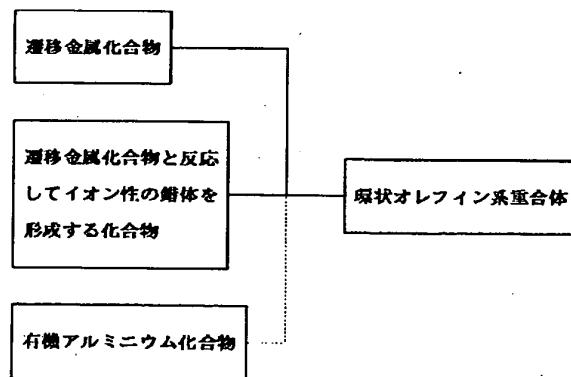 遷移金属化合物
遷移金属化合物と反応
してイオン性の錯体を
形成する化合物
環状オレフイン系重合体
有機アルミニウム化合物